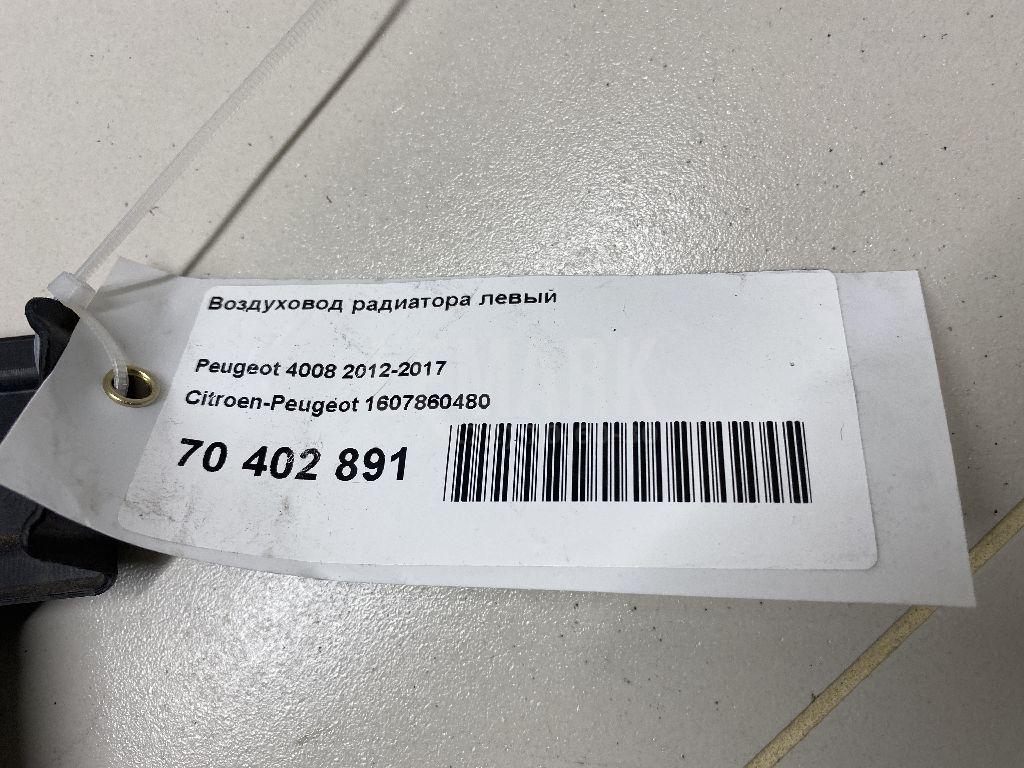 Воздуховод радиатора левый
Peugeot 4008 2012-2017
Citroen-Peugeot 1607860480
70 402 891